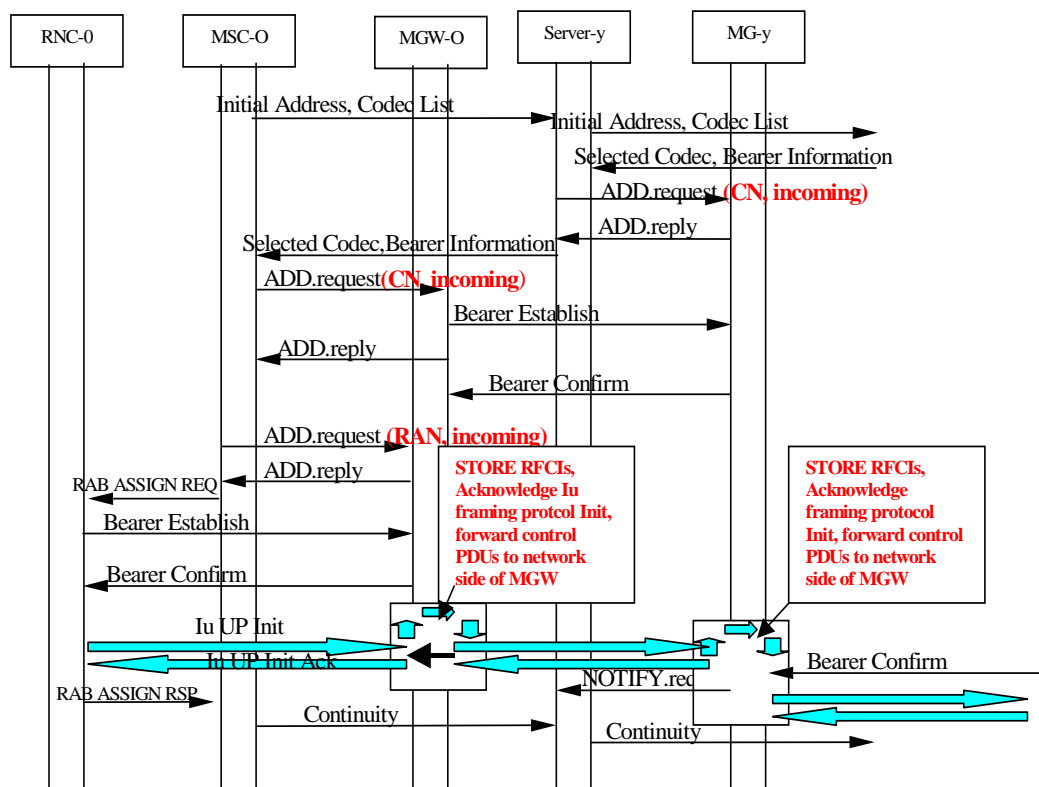 RNC-0
MSC-O
MGW-O
Server-y
MG-y
Initial Address, Codec List
Initial Address, Codec List
Selected Codec, Bearer Information
ADD.request (CN, incoming)
ADD.reply
Selected Codec,Bearer Information
ADD.request(CN, incoming)
Bearer Establish
ADD.reply
Bearer Confirm
ADD.request (RAN, incoming)
ADD.reply
RAB ASSIGN REQ
Bearer Establish
Bearer Confirm
STORE RFCIs,
Acknowledge Iu
framing protcol Init,
forward control
PDUs to network
side of MGW
STORE RFCIs,
Acknowledge
framing protocol
Init, forward control
PDUs to network
side of MGW
Iu UP Init
Iu UP Init Ack
Bearer Confirm
RAB ASSIGN RSP
NOTIFY.req
Continuity
Continuity